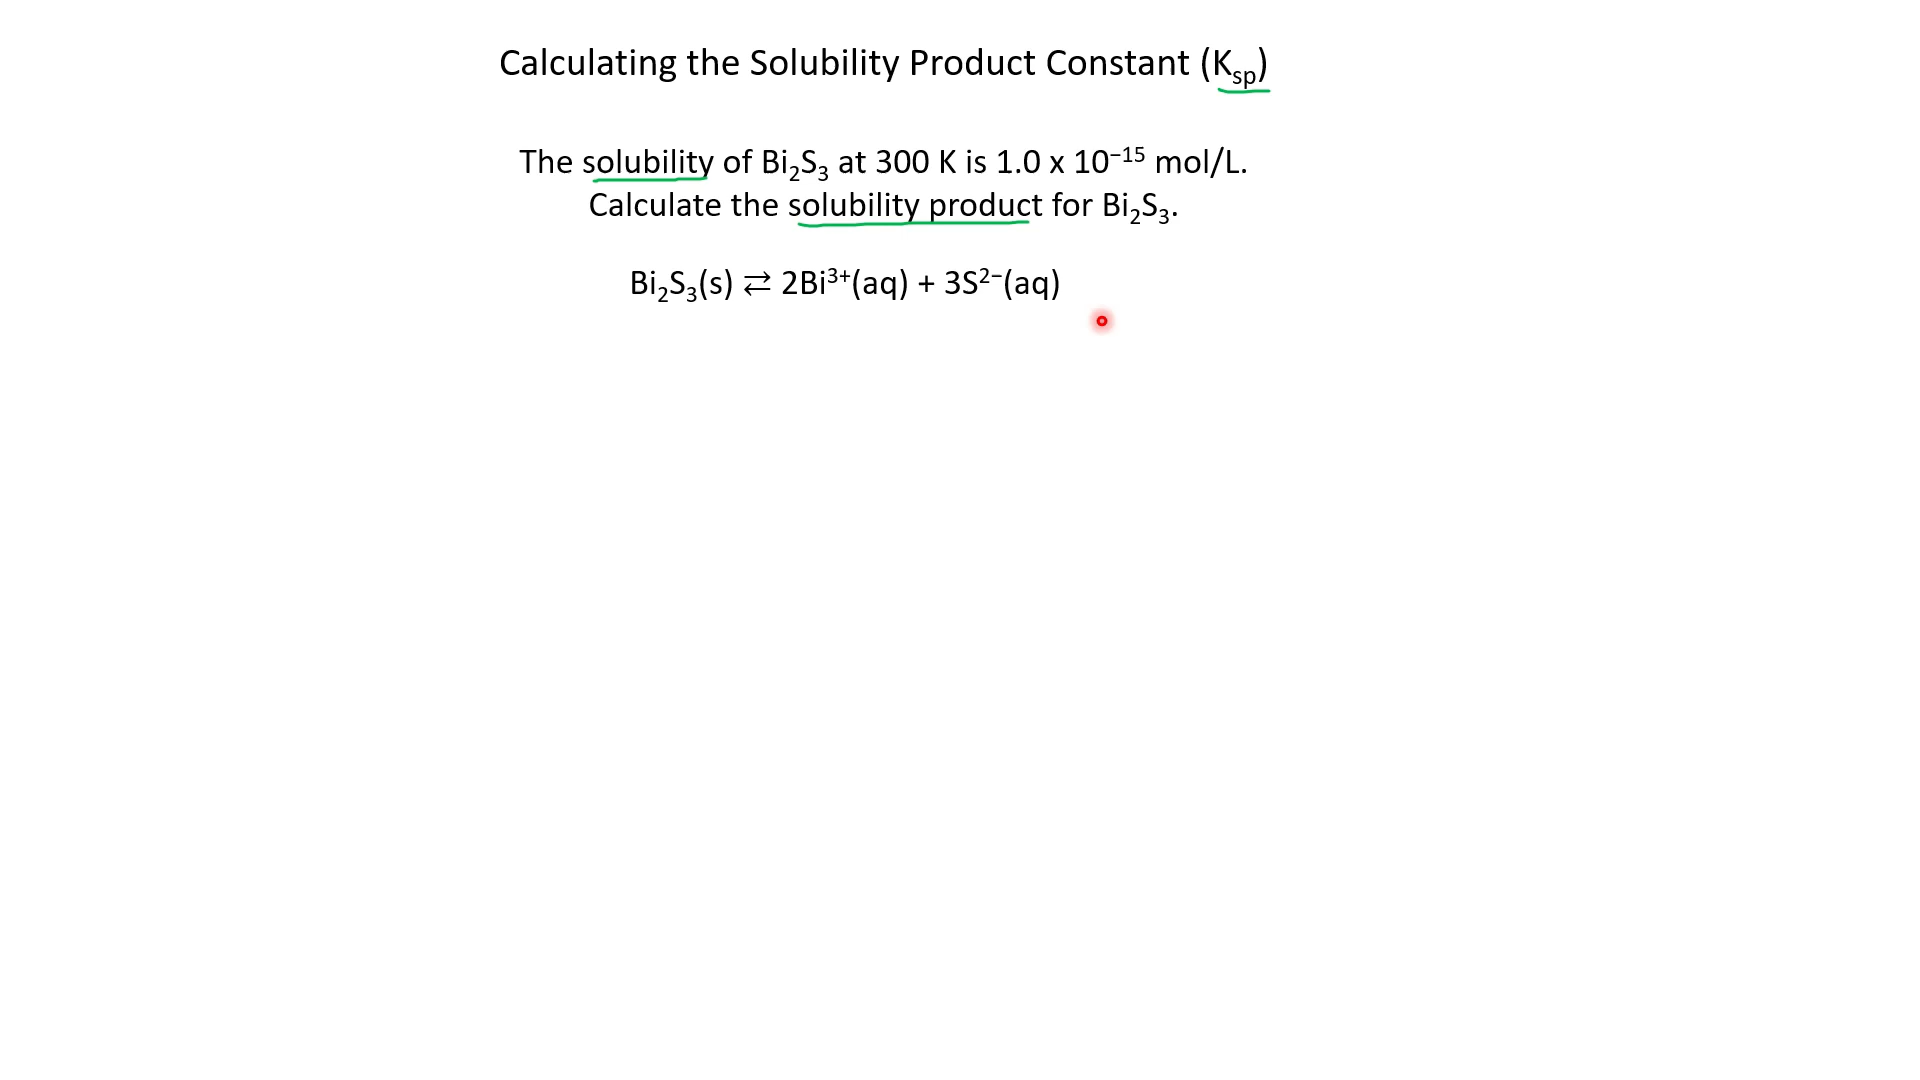 Calculating the Solubility Product Constant (Kₛₚ)
The solubility of Bi₂S₃ at 300 K is 1.0 x 10⁻¹⁵ mol/L.
Calculate the solubility product for Bi₂S₃.
Bi₂S₃(s) ⇄ 2Bi³⁺(aq) + 3S²⁻(aq)